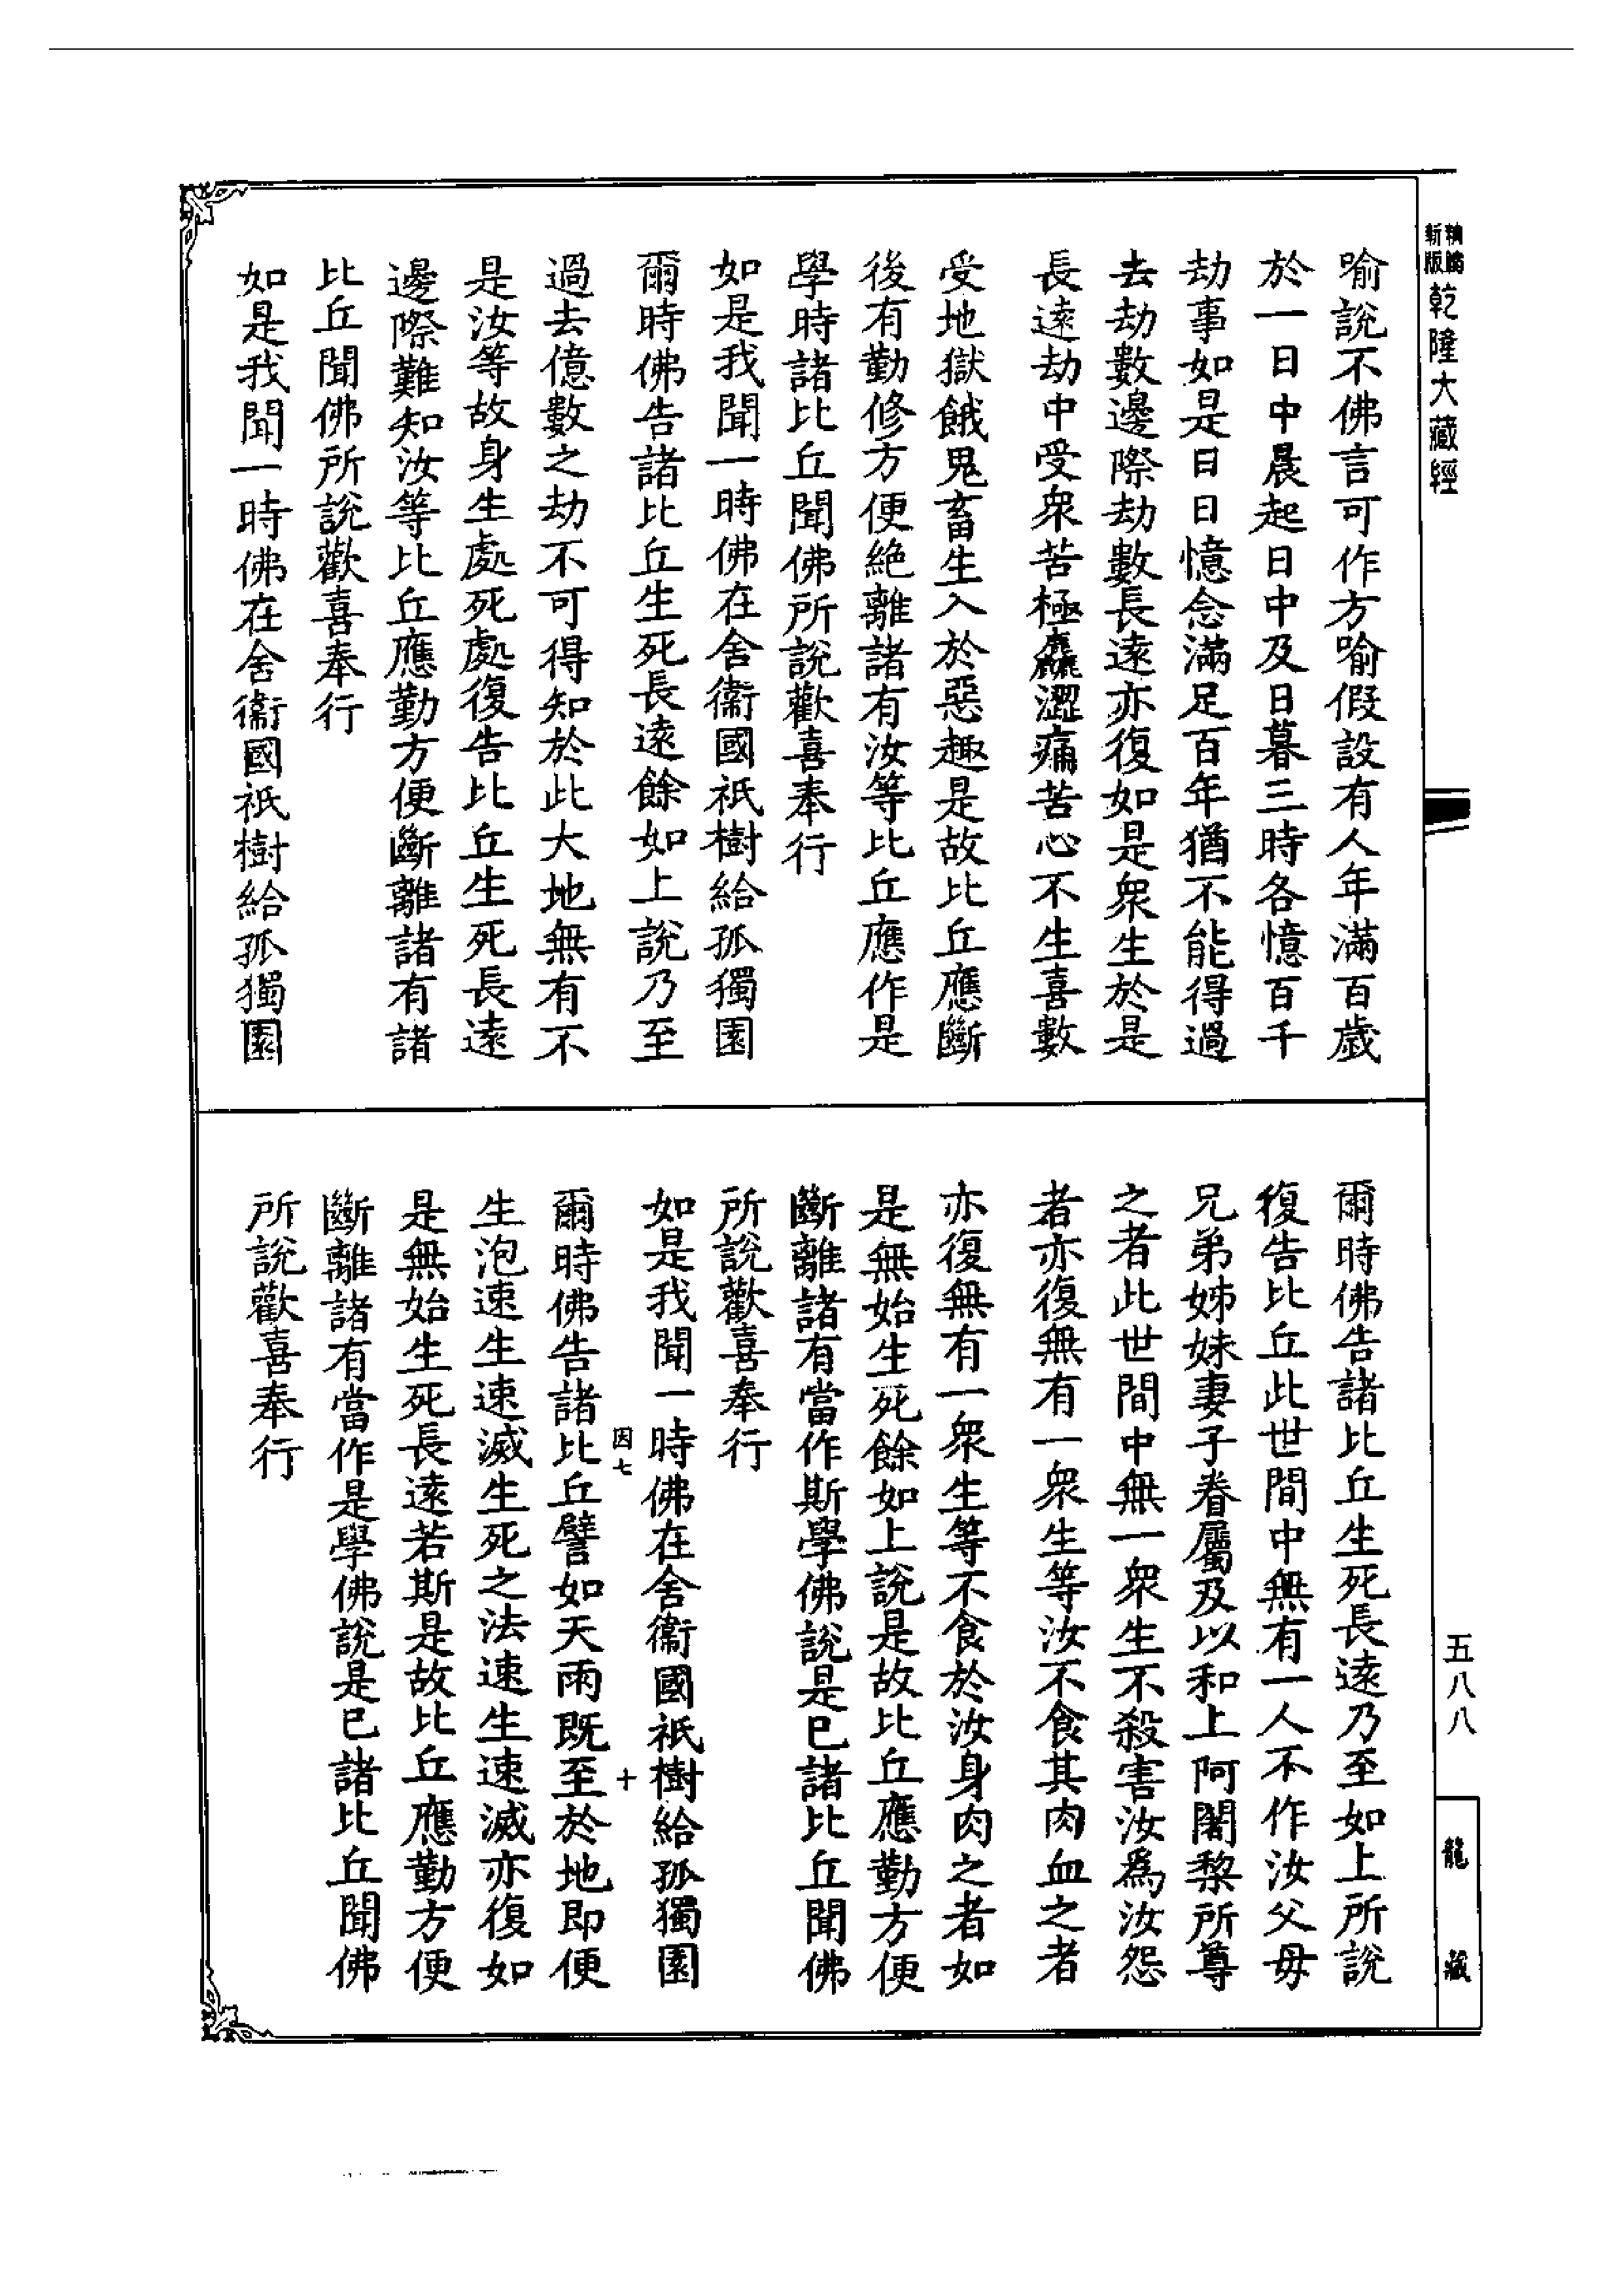 精縮
新版
乾隆大藏經
五八八
龍藏
喻說不佛言可作方喻假設有人年滿百歲
於一日中晨起日中及日暮三時各憶百千
劫事如是日日憶念滿足百年猶不能得過
去劫數邊際劫數長遠亦復如是衆生於是
長遠劫中受衆苦極麤澀痛苦心不生喜數
受地獄餓鬼畜生入於惡趣是故比丘應斷
後有勤修方便絶離諸有汝等比丘應作是
學時諸比丘聞佛所說歡喜奉行
如是我聞一時佛在舍衞國祇樹給孤獨園
爾時佛告諸比丘生死長遠餘如上說乃至
過去億數之劫不可得知於此大地無有不
是汝等故身生處死處復告比丘生死長遠
邊際難知汝等比丘應勤方便斷離諸有諸
比丘聞佛所說歡喜奉行
如是我聞一時佛在舍衞國祇樹給孤獨園
爾時佛告諸比丘生死長遠乃至如上所說
復告比丘此世間中無有一人不作汝父母
兄弟姊妹妻子眷屬及以和上阿闍黎所尊
之者此世間中無一衆生不殺害汝爲汝怨
者亦復無有一衆生等汝不食其肉血之者
亦復無有一衆生等不食於汝身肉之者如
是無始生死餘如上說是故比丘應勤方便
斷離諸有當作斯學佛說是已諸比丘聞佛
所說歡喜奉行
如是我聞一時佛在舍衞國祇樹給孤獨園
因七 十
爾時佛告諸比丘譬如天雨既至於地即便
生泡速生速滅生死之法速生速滅亦復如
是無始生死長遠若斯是故比丘應勤方便
斷離諸有當作是學佛說是已諸比丘聞佛
所說歡喜奉行